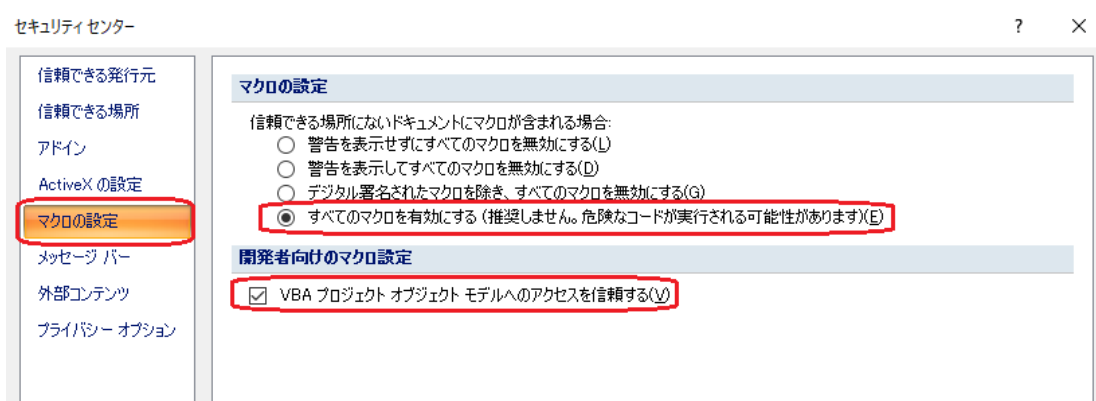 セキュリティ センター
?
×
信頼できる発行元
信頼できる場所
アドイン
ActiveX の設定
マクロの設定
メッセージ バー
外部コンテンツ
プライバシー オプション
マクロの設定
信頼できる場所にないドキュメントにマクロが含まれる場合:
警告を表示せずにすべてのマクロを無効にする(L)
警告を表示してすべてのマクロを無効にする(D)
デジタル署名されたマクロを除き、すべてのマクロを無効にする(G)
すべてのマクロを有効にする (推奨しません。危険なコードが実行される可能性があります)(E)
開発者向けのマクロ設定
VBA プロジェクト オブジェクト モデルへのアクセスを信頼する(V)